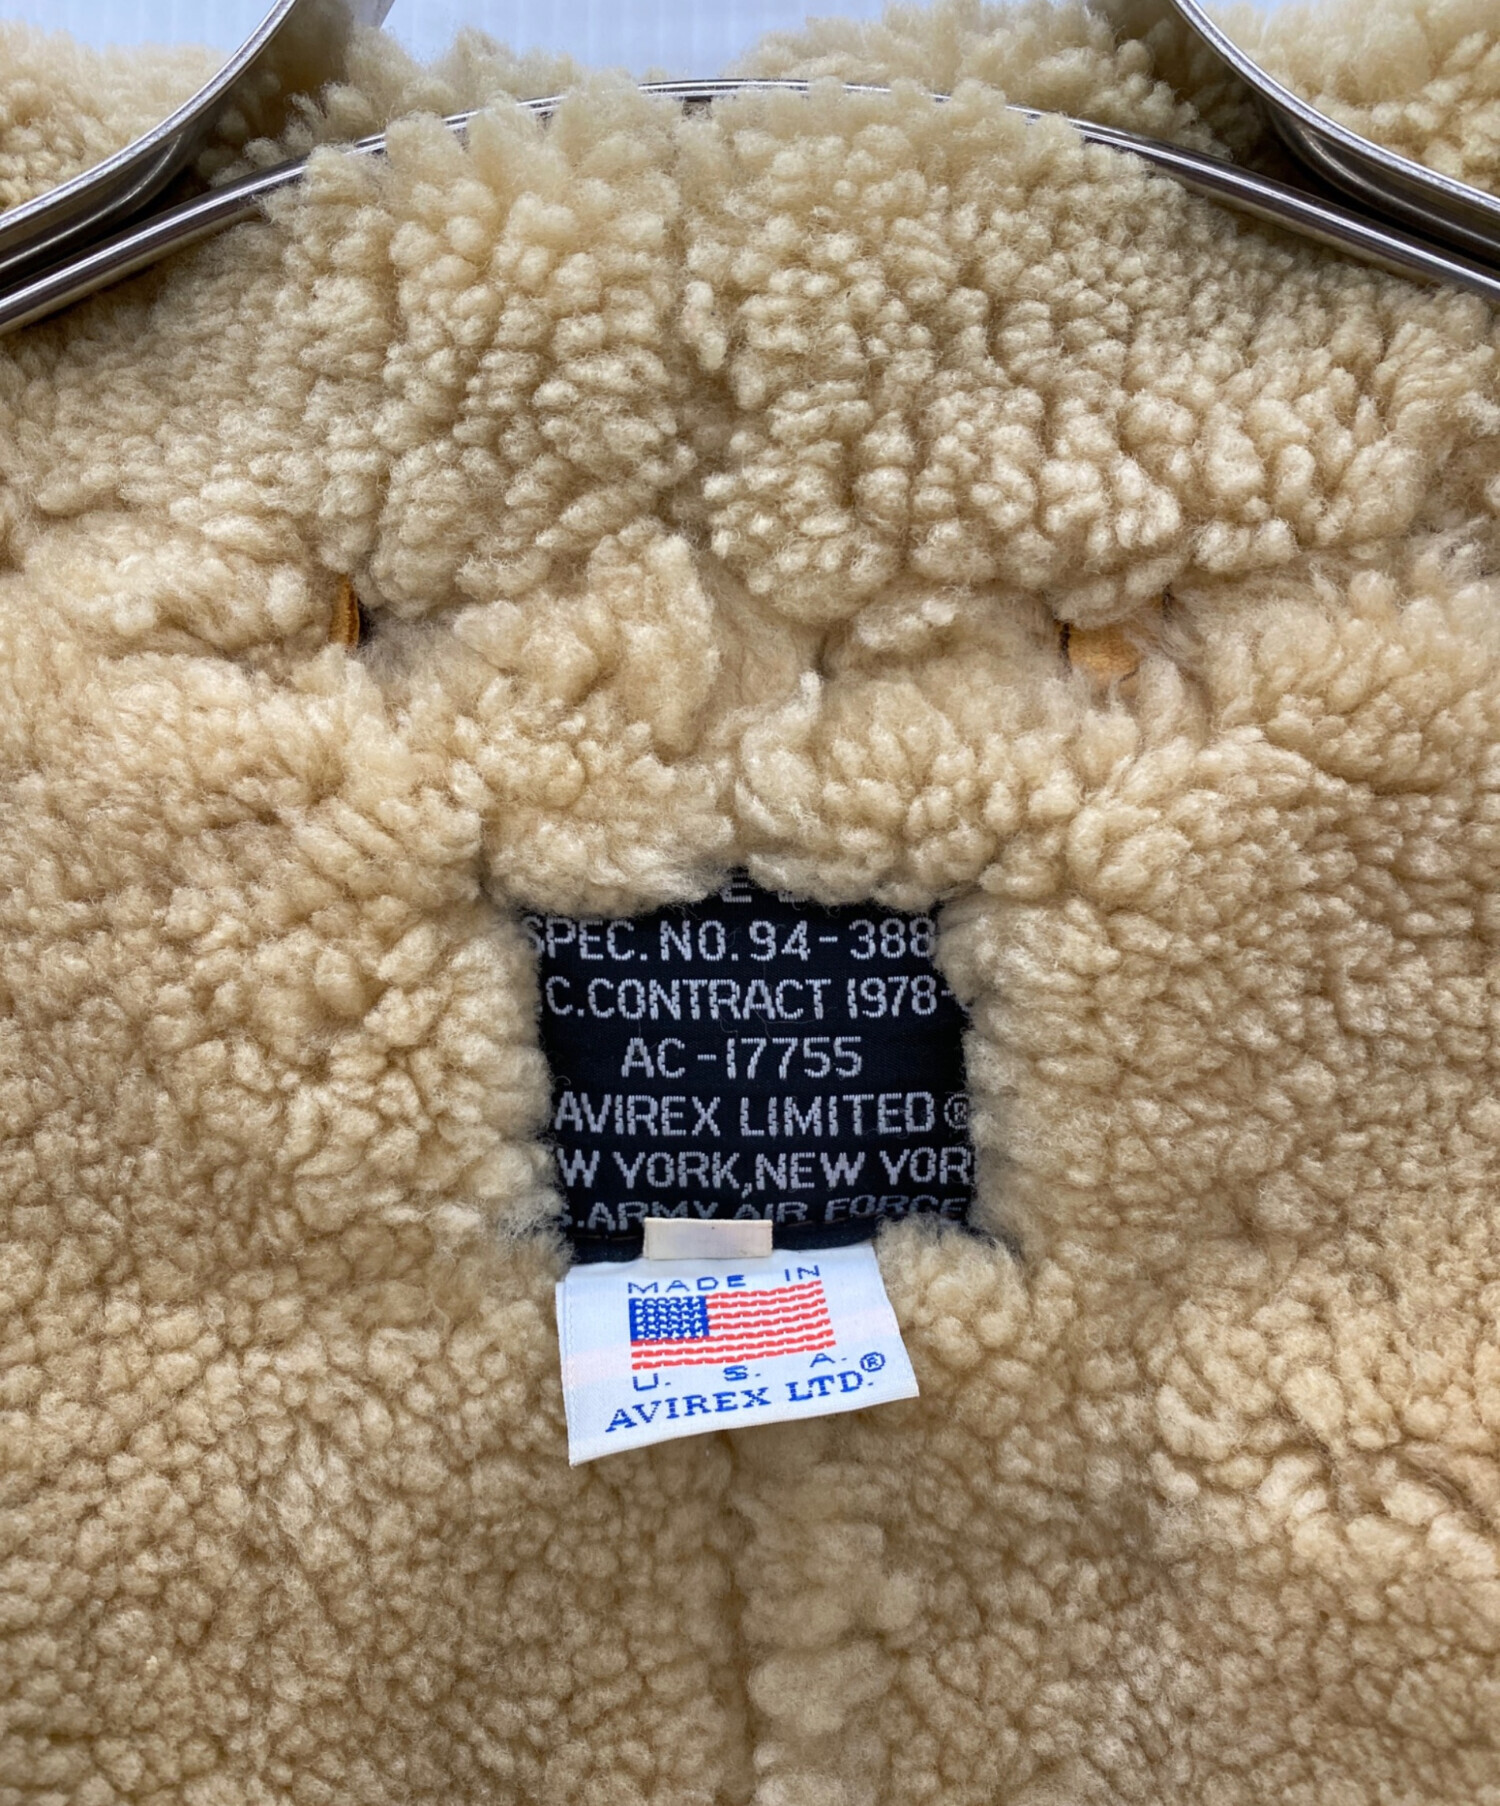 SPEC. NO. 94-388
C.CONTRACT 1978-
AC-17755
AVIREX LIMITED®
W YORK, NEW YOR
S.ARMY AIR FORCE
MADE IN
U. S. A.
AVIREX LTD.®